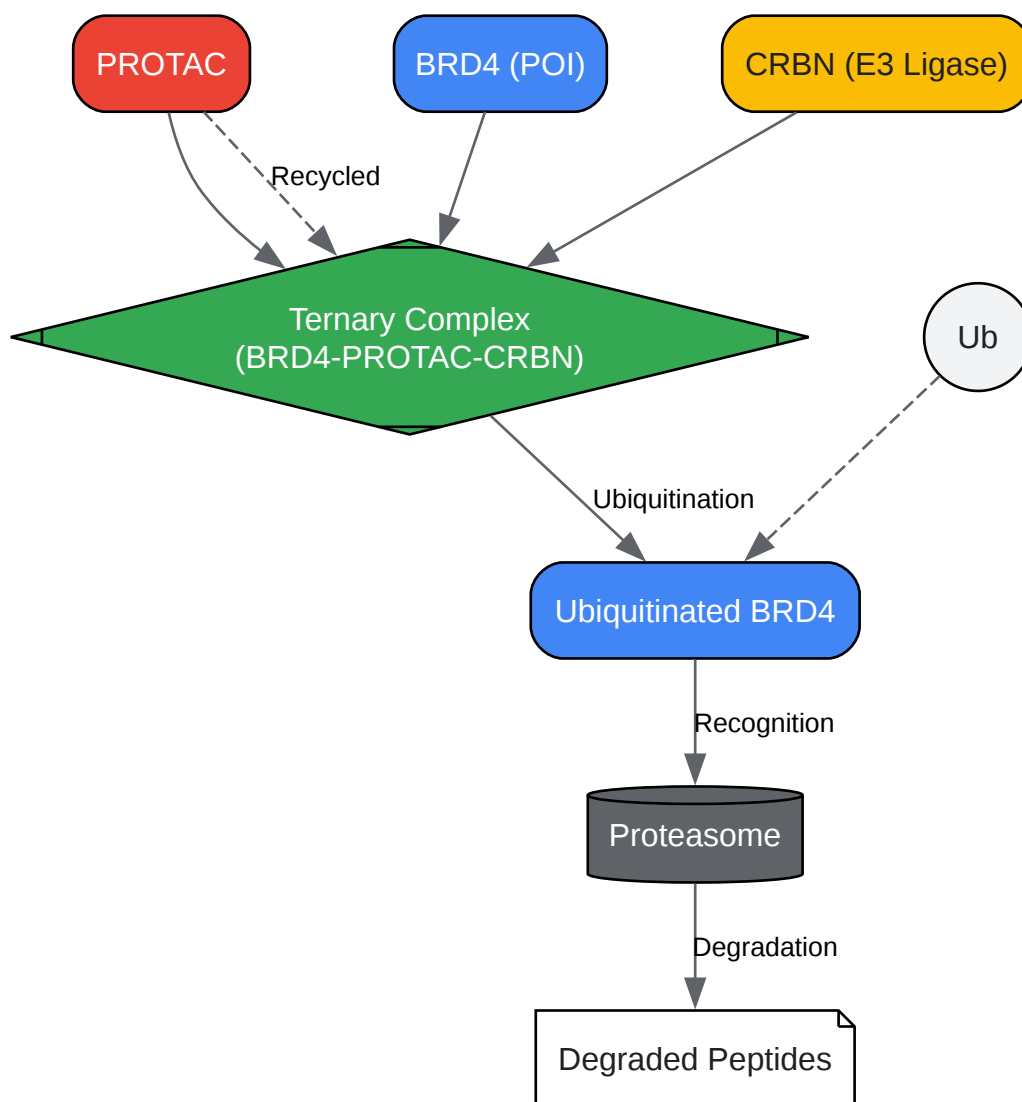 PROTAC
BRD4 (POI)
CRBN (E3 Ligase)
Recycled
Ternary Complex
(BRD4-PROTAC-CRBN)
Ub
Ubiquitination
Ubiquitinated BRD4
Recognition
Proteasome
Degradation
Degraded Peptides